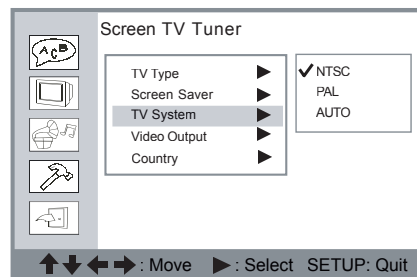 Screen TV Tuner
ACB
TV Type
Screen Saver
TV System
Video Output
Country
NTSC
PAL
AUTO
: Move : Select SETUP: Quit